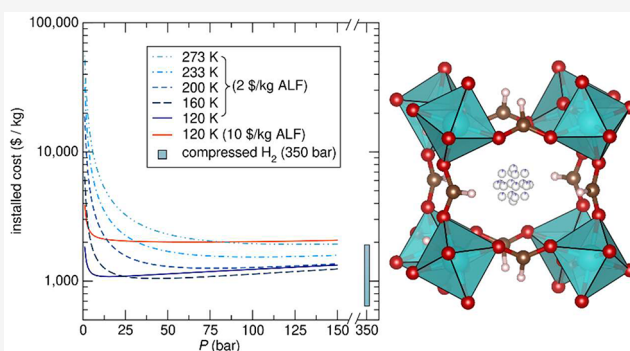 100,000
10,000
1,000
installed cost ($ / kg)
273 K
233 K
200 K
160 K
120 K
(2 $/kg ALF)
120 K (10 $/kg ALF)
compressed H₂ (350 bar)
0 25 50 75 100 125 150 350
P (bar)